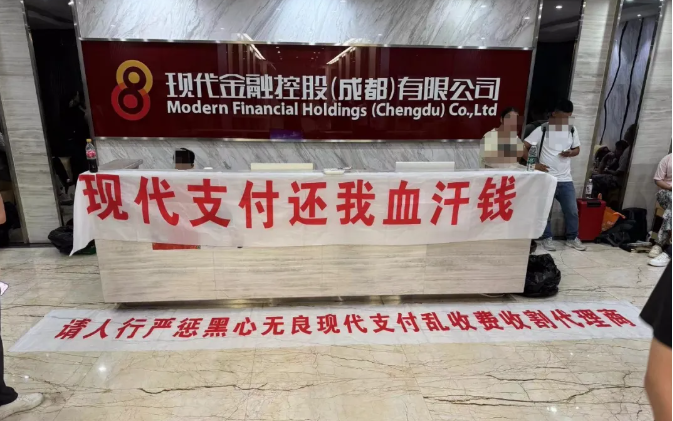 现代金融控股(成都)有限公司
Modern Financial Holdings (Chengdu) Co.,Ltd
现代支付还我血汗钱
请人行严惩黑心无良现代支付乱收费收割代理商